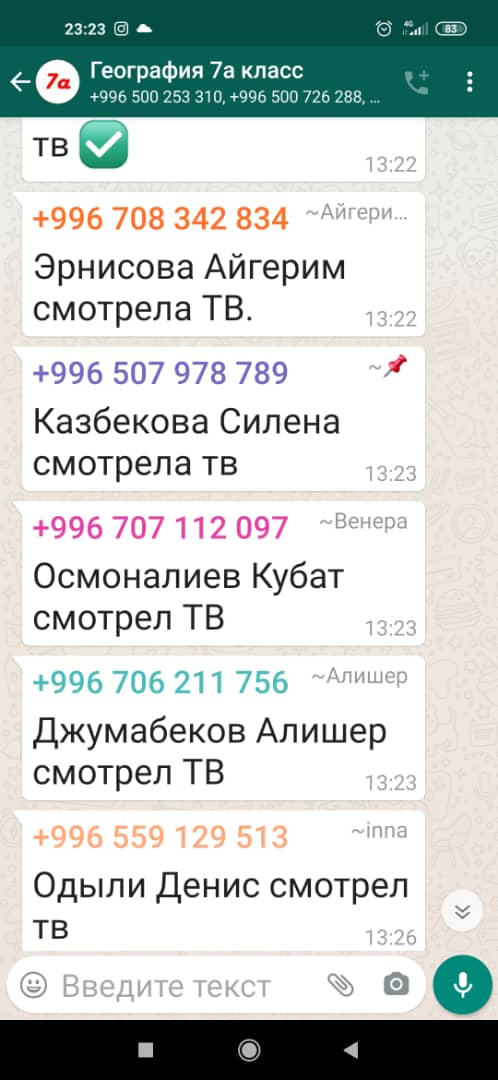 23:23
4G
83
7а
География 7а класс
+996 500 253 310, +996 500 726 288, ...
тв ✅
13:22
+996 708 342 834 ~Айгери...
Эрнисова Айгерим
смотрела ТВ.
13:22
+996 507 978 789 ~📌
Казбекова Силена
смотрела тв
13:23
+996 707 112 097 ~Венера
Осмоналиев Кубат
смотрел ТВ
13:23
+996 706 211 756 ~Алишер
Джумабеков Алишер
смотрел ТВ
13:23
+996 559 129 513 ~inna
Одыли Денис смотрел
тв
13:26
Введите текст